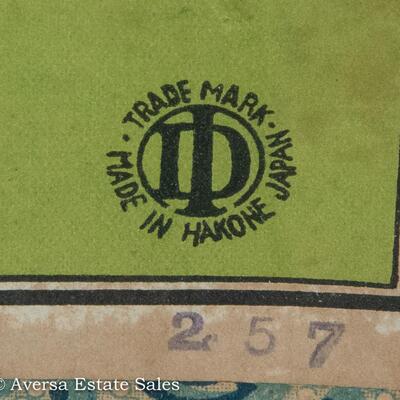 · TRADE MARK ·
MADE IN HAKONE JAPAN
257
© Aversa Estate Sales